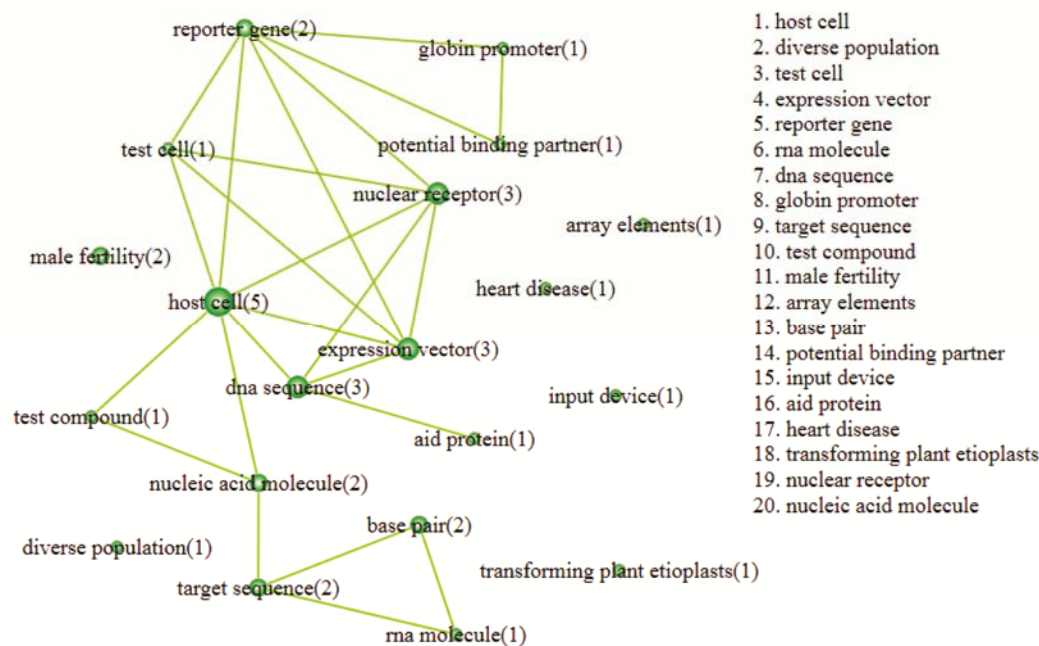 reporter gene(2)
globin promoter(1)
test cell(1)
potential binding partner(1)
nuclear receptor(3)
array elements(1)
male fertility(2)
heart disease(1)
host cell(5)
expression vector(3)
dna sequence(3)
input device(1)
test compound(1)
aid protein(1)
nucleic acid molecule(2)
base pair(2)
diverse population(1)
transforming plant etioplasts(1)
target sequence(2)
rna molecule(1)
1. host cell
2. diverse population
3. test cell
4. expression vector
5. reporter gene
6. rna molecule
7. dna sequence
8. globin promoter
9. target sequence
10. test compound
11. male fertility
12. array elements
13. base pair
14. potential binding partner
15. input device
16. aid protein
17. heart disease
18. transforming plant etioplasts
19. nuclear receptor
20. nucleic acid molecule